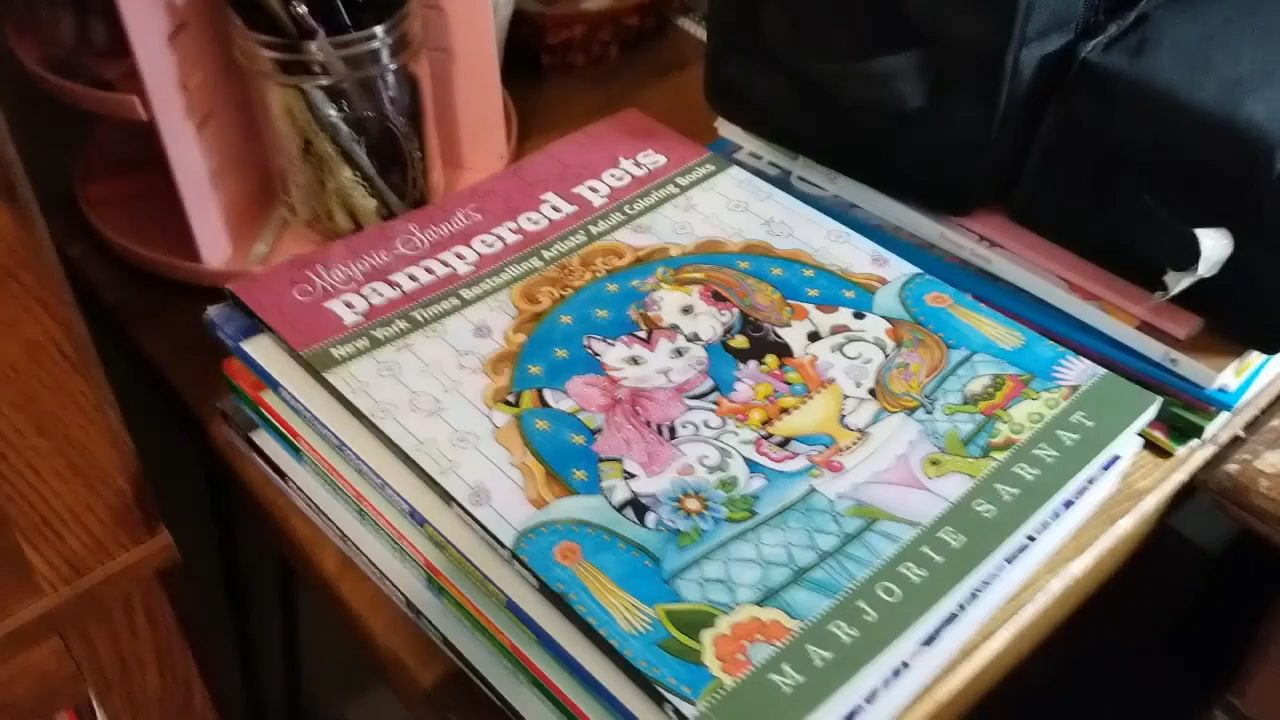 Marjorie Sarnat's
pampered pets
New York Times Bestselling Artists' Adult Coloring Books
MARJORIE SARNAT